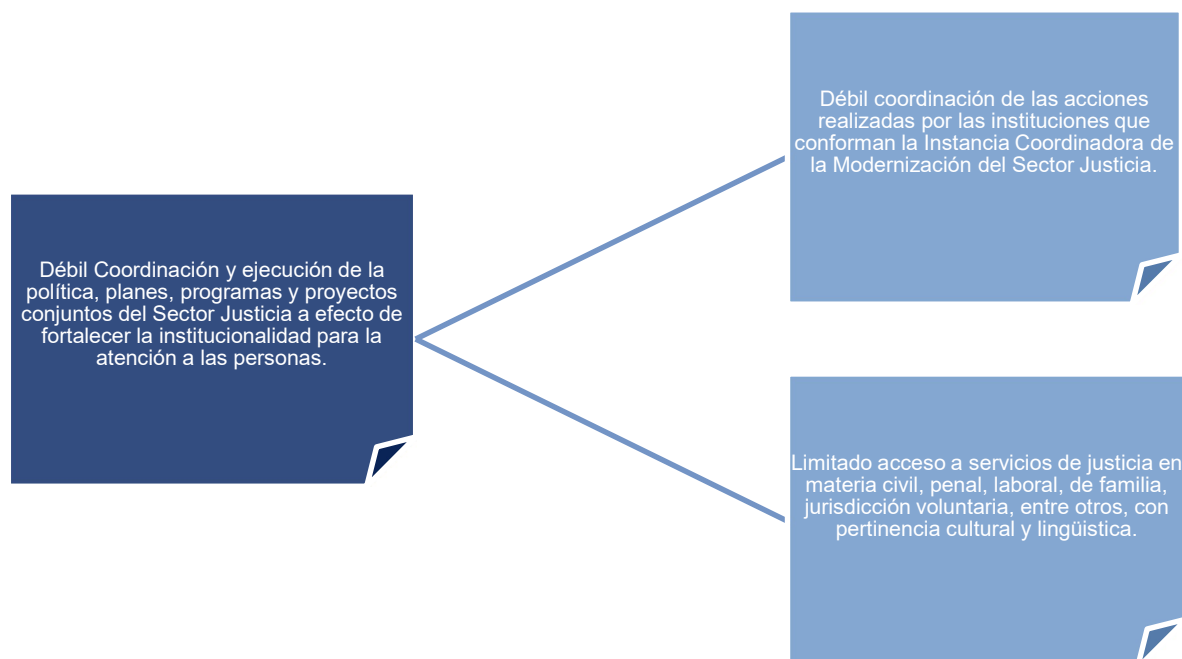 Débil Coordinación y ejecución de la
política, planes, programas y proyectos
conjuntos del Sector Justicia a efecto de
fortalecer la institucionalidad para la
atención a las personas.
Débil coordinación de las acciones
realizadas por las instituciones que
conforman la Instancia Coordinadora de
la Modernización del Sector Justicia.
Limitado acceso a servicios de justicia en
materia civil, penal, laboral, de familia,
jurisdicción voluntaria, entre otros, con
pertinencia cultural y lingüistica.